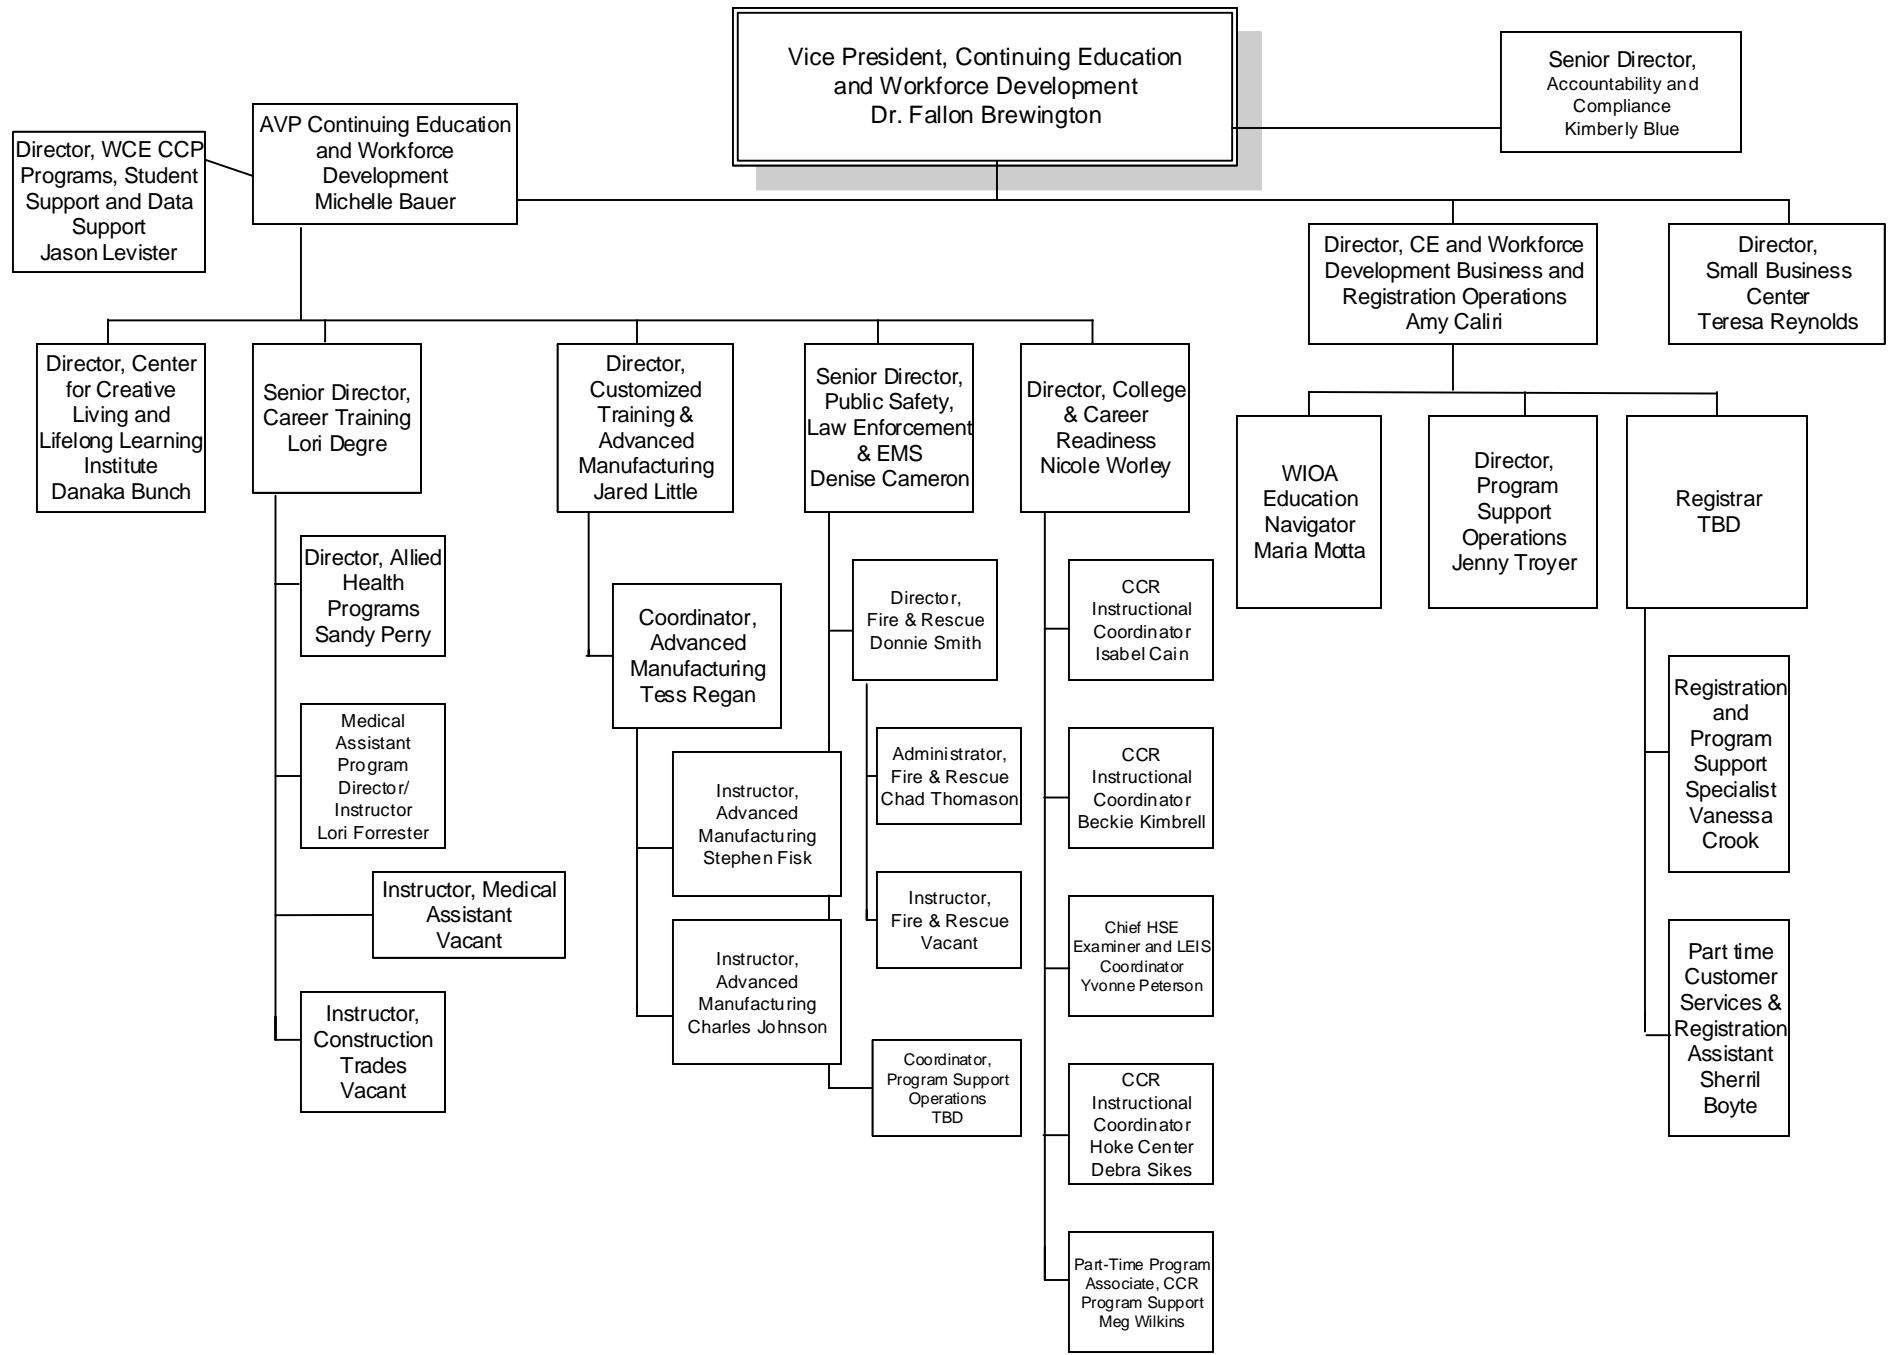 Vice President, Continuing Education
and Workforce Development
Dr. Fallon Brewington
Senior Director,
Accountability and
Compliance
Kimberly Blue
AVP Continuing Education
and Workforce
Development
Michelle Bauer
Director, WCE CCP
Programs, Student
Support and Data
Support
Jason Levister
Director, CE and Workforce
Development Business and
Registration Operations
Amy Caliri
Director,
Small Business
Center
Teresa Reynolds
Director, Center
for Creative
Living and
Lifelong Learning
Institute
Danaka Bunch
Senior Director,
Career Training
Lori Degre
Director,
Customized
Training &
Advanced
Manufacturing
Jared Little
Senior Director,
Public Safety,
Law Enforcement
& EMS
Denise Cameron
Director, College
& Career
Readiness
Nicole Worley
WIOA
Education
Navigator
Maria Motta
Director,
Program
Support
Operations
Jenny Troyer
Registrar
TBD
Director, Allied
Health
Programs
Sandy Perry
Medical
Assistant
Program
Director/
Instructor
Lori Forrester
Instructor, Medical
Assistant
Vacant
Instructor,
Construction
Trades
Vacant
Coordinator,
Advanced
Manufacturing
Tess Regan
Instructor,
Advanced
Manufacturing
Stephen Fisk
Instructor,
Advanced
Manufacturing
Charles Johnson
Director,
Fire & Rescue
Donnie Smith
Administrator,
Fire & Rescue
Chad Thomason
Instructor,
Fire & Rescue
Vacant
Coordinator,
Program Support
Operations
TBD
CCR
Instructional
Coordinator
Isabel Cain
CCR
Instructional
Coordinator
Beckie Kimbrell
Chief HSE
Examiner and LEIS
Coordinator
Yvonne Peterson
CCR
Instructional
Coordinator
Hoke Center
Debra Sikes
Part-Time Program
Associate, CCR
Program Support
Meg Wilkins
Registration
and
Program
Support
Specialist
Vanessa
Crook
Part time
Customer
Services &
Registration
Assistant
Sherril
Boyte